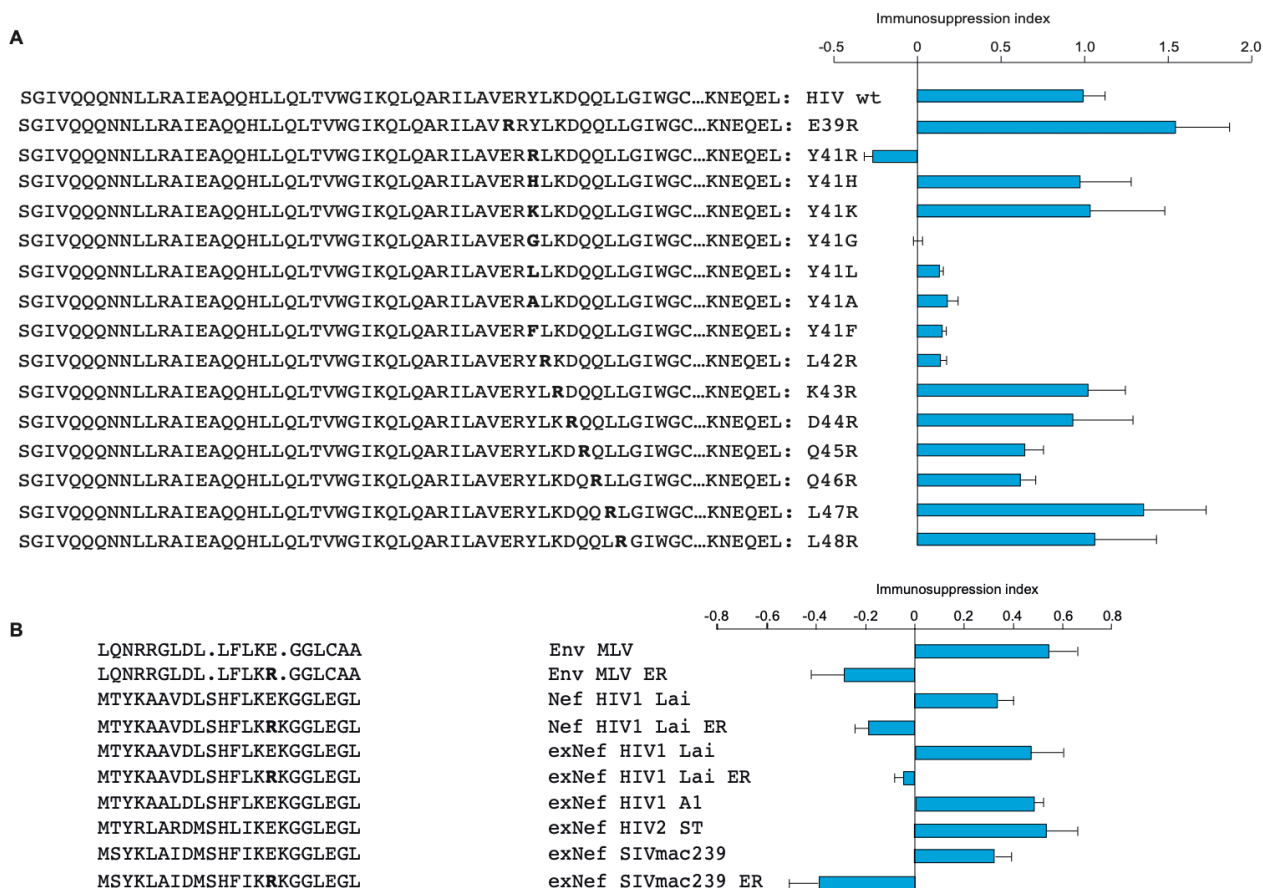 Immunosuppression index
A
-0.5 0 0.5 1.0 1.5 2.0
SGIVQQQNNLLRAIEAQQHLLQLTVWGIKQLQARILAVERYLKDQQLLGIWGC…KNEQEL: HIV wt
SGIVQQQNNLLRAIEAQQHLLQLTVWGIKQLQARILAVRRYLKDQQLLGIWGC…KNEQEL: E39R
SGIVQQQNNLLRAIEAQQHLLQLTVWGIKQLQARILAVERRLKDQQLLGIWGC…KNEQEL: Y41R
SGIVQQQNNLLRAIEAQQHLLQLTVWGIKQLQARILAVERHLKDQQLLGIWGC…KNEQEL: Y41H
SGIVQQQNNLLRAIEAQQHLLQLTVWGIKQLQARILAVERKLKDQQLLGIWGC…KNEQEL: Y41K
SGIVQQQNNLLRAIEAQQHLLQLTVWGIKQLQARILAVERGLKDQQLLGIWGC…KNEQEL: Y41G
SGIVQQQNNLLRAIEAQQHLLQLTVWGIKQLQARILAVERLLKDQQLLGIWGC…KNEQEL: Y41L
SGIVQQQNNLLRAIEAQQHLLQLTVWGIKQLQARILAVERALKDQQLLGIWGC…KNEQEL: Y41A
SGIVQQQNNLLRAIEAQQHLLQLTVWGIKQLQARILAVERFLKDQQLLGIWGC…KNEQEL: Y41F
SGIVQQQNNLLRAIEAQQHLLQLTVWGIKQLQARILAVERYRKDQQLLGIWGC…KNEQEL: L42R
SGIVQQQNNLLRAIEAQQHLLQLTVWGIKQLQARILAVERYLRDQQLLGIWGC…KNEQEL: K43R
SGIVQQQNNLLRAIEAQQHLLQLTVWGIKQLQARILAVERYLKRQQLLGIWGC…KNEQEL: D44R
SGIVQQQNNLLRAIEAQQHLLQLTVWGIKQLQARILAVERYLKDRQLLGIWGC…KNEQEL: Q45R
SGIVQQQNNLLRAIEAQQHLLQLTVWGIKQLQARILAVERYLKDQRLLGIWGC…KNEQEL: Q46R
SGIVQQQNNLLRAIEAQQHLLQLTVWGIKQLQARILAVERYLKDQQRLGIWGC…KNEQEL: L47R
SGIVQQQNNLLRAIEAQQHLLQLTVWGIKQLQARILAVERYLKDQQLRGIWGC…KNEQEL: L48R
Immunosuppression index
B
-0.8 -0.6 -0.4 -0.2 0 0.2 0.4 0.6 0.8
LQNRRGLDL.LFLKE.GGLCAA Env MLV
LQNRRGLDL.LFLKR.GGLCAA Env MLV ER
MTYKAAVDLSHFLKEKGGLEGL Nef HIV1 Lai
MTYKAAVDLSHFLKRKGGLEGL Nef HIV1 Lai ER
MTYKAAVDLSHFLKEKGGLEGL exNef HIV1 Lai
MTYKAAVDLSHFLKRKGGLEGL exNef HIV1 Lai ER
MTYKAALDLSHFLKEKGGLEGL exNef HIV1 A1
MTYRLARDMSHLIKEKGGLEGL exNef HIV2 ST
MSYKLAIDMSHFIKEKGGLEGL exNef SIVmac239
MSYKLAIDMSHFIKRKGGLEGL exNef SIVmac239 ER